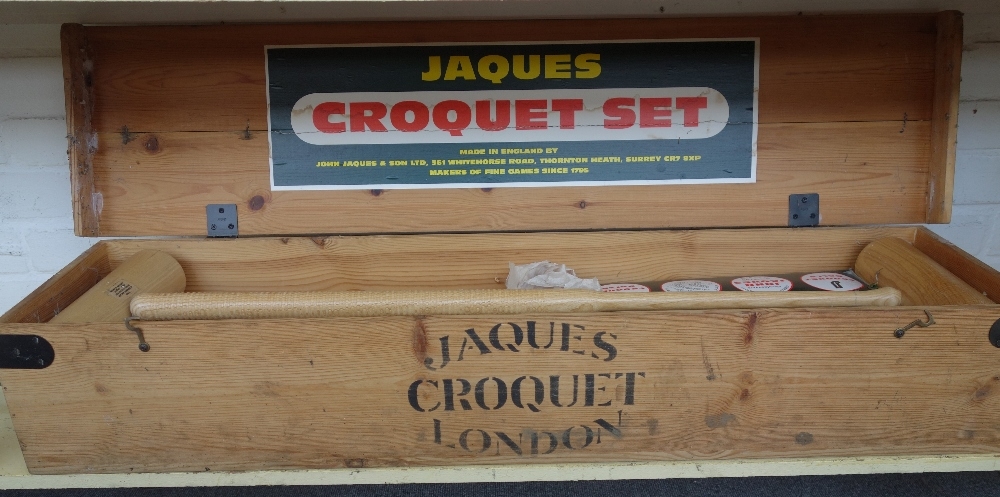 JAQUES
CROQUET SET
MADE IN ENGLAND BY
JOHN JAQUES & SON LTD, 361 WHITEHORSE ROAD, THORNTON HEATH, SURREY CR7 8XP
MAKERS OF FINE GAMES SINCE 1795
JAQUES
CROQUET
LONDON